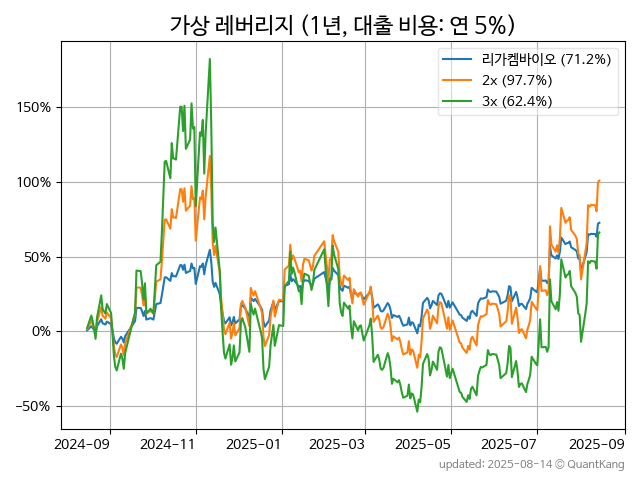 가상 레버리지 (1년, 대출 비용: 연 5%)
리가켐바이오 (71.2%)
2x (97.7%)
3x (62.4%)
150%
100%
50%
0%
−50%
2024-09 2024-11 2025-01 2025-03 2025-05 2025-07 2025-09
updated: 2025-08-14 © QuantKang